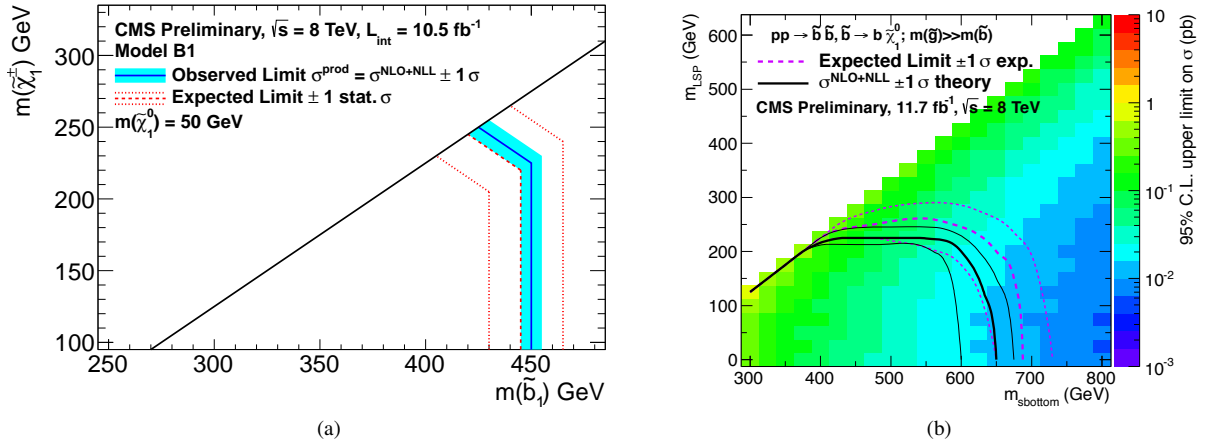 CMS Preliminary, √s = 8 TeV, L_int = 10.5 fb⁻¹
Model B1
Observed Limit σ^prod = σ^NLO+NLL ± 1 σ
Expected Limit ± 1 stat. σ
m(χ̃₁⁰) = 50 GeV
m(χ̃₁^±) GeV
300
250
200
150
100
250 300 350 400 450
m(b̃₁) GeV
(a)
pp → b̃ b̃, b̃ → b χ̃₁⁰; m(g̃)>>m(b̃)
Expected Limit ±1 σ exp.
σ^NLO+NLL ±1 σ theory
CMS Preliminary, 11.7 fb⁻¹, √s = 8 TeV
m_LSP (GeV)
600
500
400
300
200
100
0
300 400 500 600 700 800
m_sbottom (GeV)
10
1
10⁻¹
10⁻²
10⁻³
95% C.L. upper limit on σ (pb)
(b)